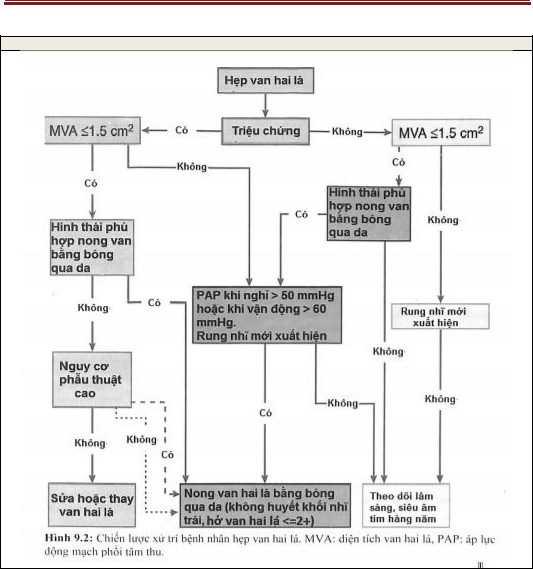 Hẹp van hai lá
MVA ≤1.5 cm²
Có
Triệu chứng
Không
MVA ≤1.5 cm²
Không
Có
Có
Hình thái phù
hợp nong van
bằng bóng
qua da
Có
Không
Hình thái phù
hợp nong van
bằng bóng
qua da
PAP khi nghỉ > 50 mmHg
hoặc khi vận động > 60
mmHg.
Rung nhĩ mới xuất hiện
Rung nhĩ mới
xuất hiện
Không
Có
Không
Nguy cơ
phẫu thuật
cao
Có
Không
Không
Không
Không
Có
Sửa hoặc thay
van hai lá
Nong van hai lá bằng bóng
qua da (không huyết khối nhĩ
trái, hở van hai lá <=2+)
Theo dõi lâm
sàng, siêu âm
tim hàng năm
Hình 9.2: Chiến lược xử trí bệnh nhân hẹp van hai lá. MVA: diện tích van hai lá, PAP: áp lực
động mạch phổi tâm thu.